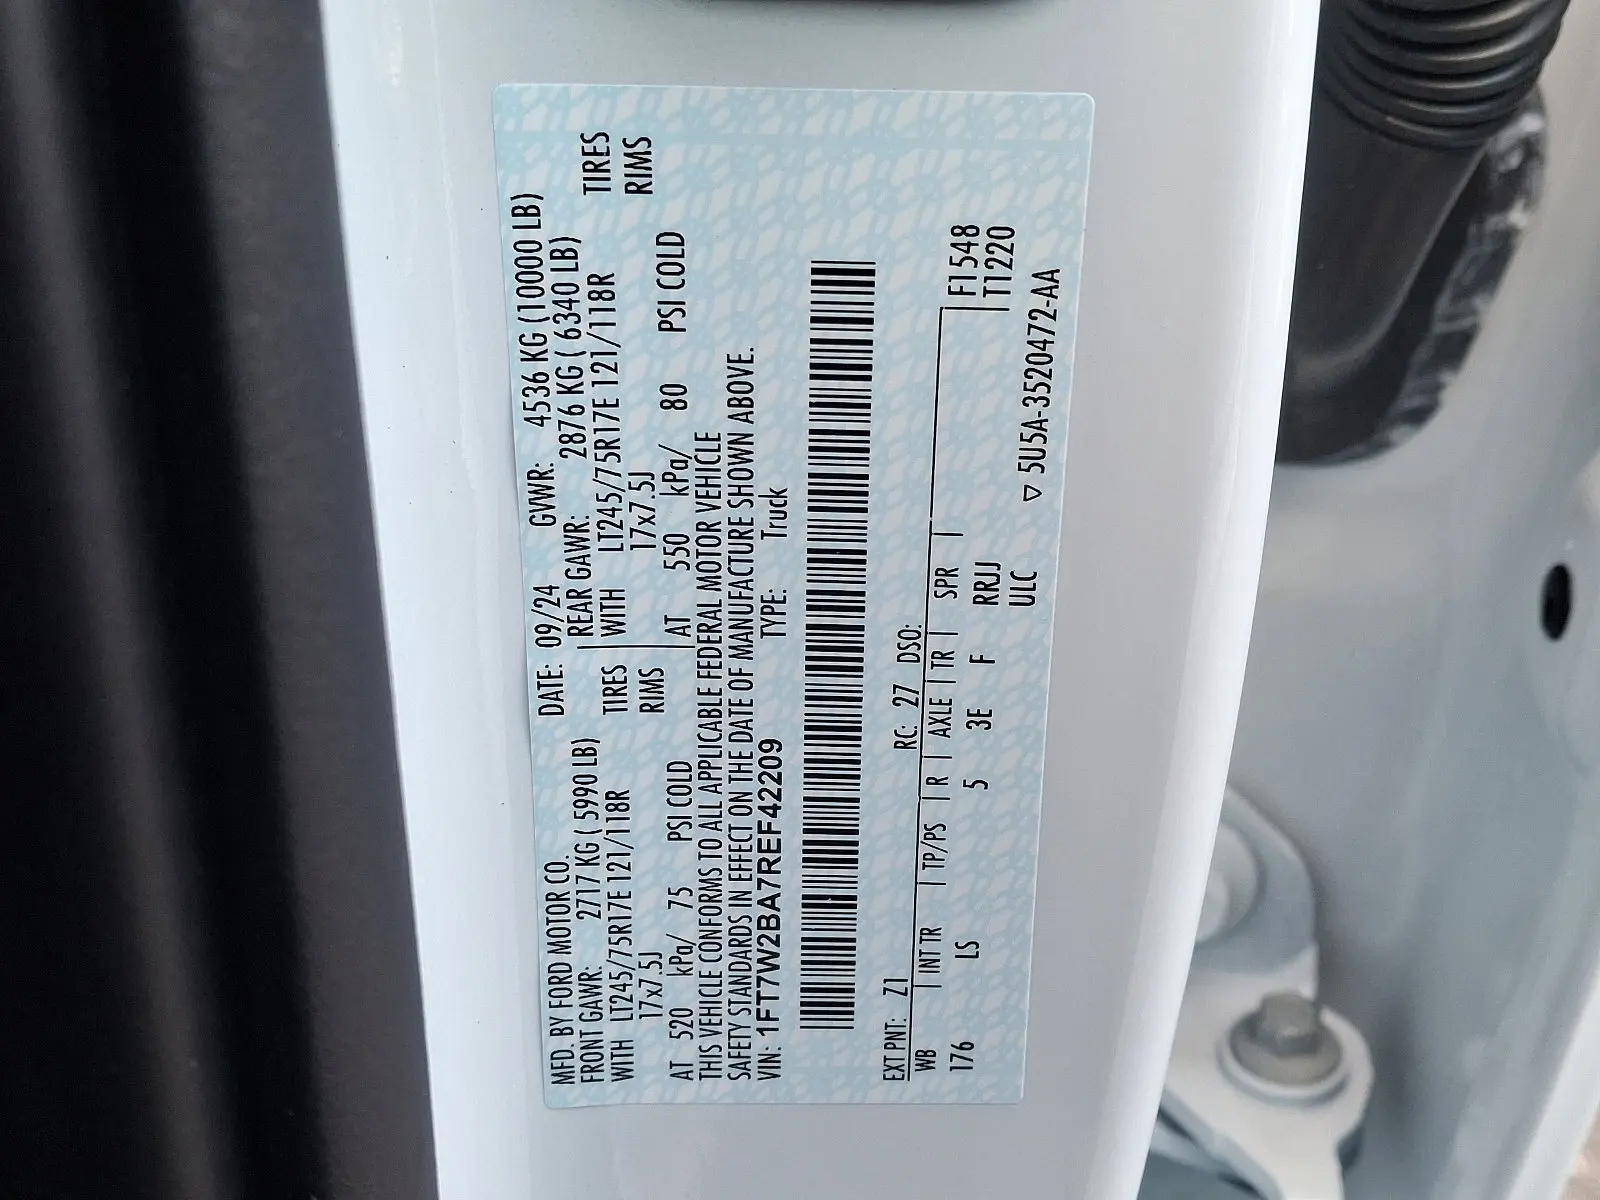 MFD. BY FORD MOTOR CO.
DATE: 09/24 GVWR: 4536 KG (10000 LB)
FRONT GAWR: 2717 KG ( 5990 LB) REAR GAWR: 2876 KG ( 6340 LB)
WITH LT245/75R17E 121/118R TIRES WITH LT245/75R17E 121/118R TIRES
17x7.5J RIMS 17x7.5J RIMS
AT 520 kPa/ 75 PSI COLD AT 550 kPa/ 80 PSI COLD
THIS VEHICLE CONFORMS TO ALL APPLICABLE FEDERAL MOTOR VEHICLE
SAFETY STANDARDS IN EFFECT ON THE DATE OF MANUFACTURE SHOWN ABOVE.
VIN: 1FT7W2BA7REF42209 TYPE: Truck
EXT PNT: Z1 RC: 27 DSO:
WB INT TR TP/PS R AXLE TR SPR F1548
176 LS 5 3E F RRJJ T1220
ULC
▽ 5U5A-3520472-AA